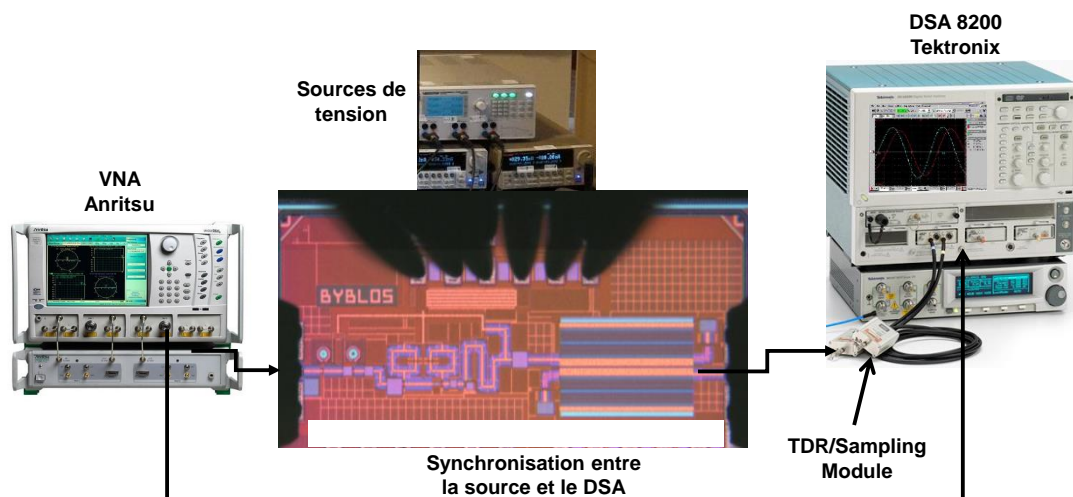 DSA 8200
Tektronix
Sources de
tension
VNA
Anritsu
BYBLOS
TDR/Sampling
Module
Synchronisation entre
la source et le DSA